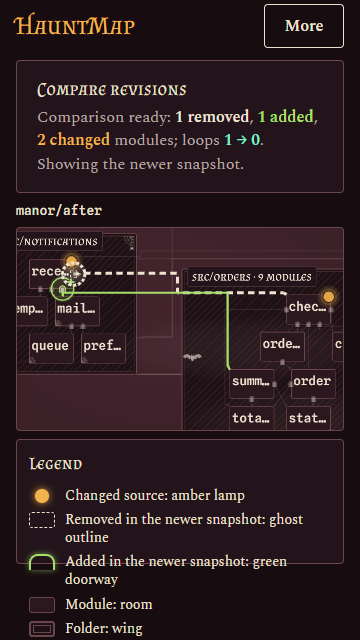 HauntMap
More
Compare revisions
Comparison ready: 1 removed, 1 added,
2 changed modules; loops 1 → 0.
Showing the newer snapshot.
manor/after
/notifications
src/orders · 9 modules
rece
chec…
emp…
mail…
queue
pref…
orde…
c
summ…
order
tota…
stat…
Legend
Changed source: amber lamp
Removed in the newer snapshot: ghost
outline
Added in the newer snapshot: green
doorway
Module: room
Folder: wing